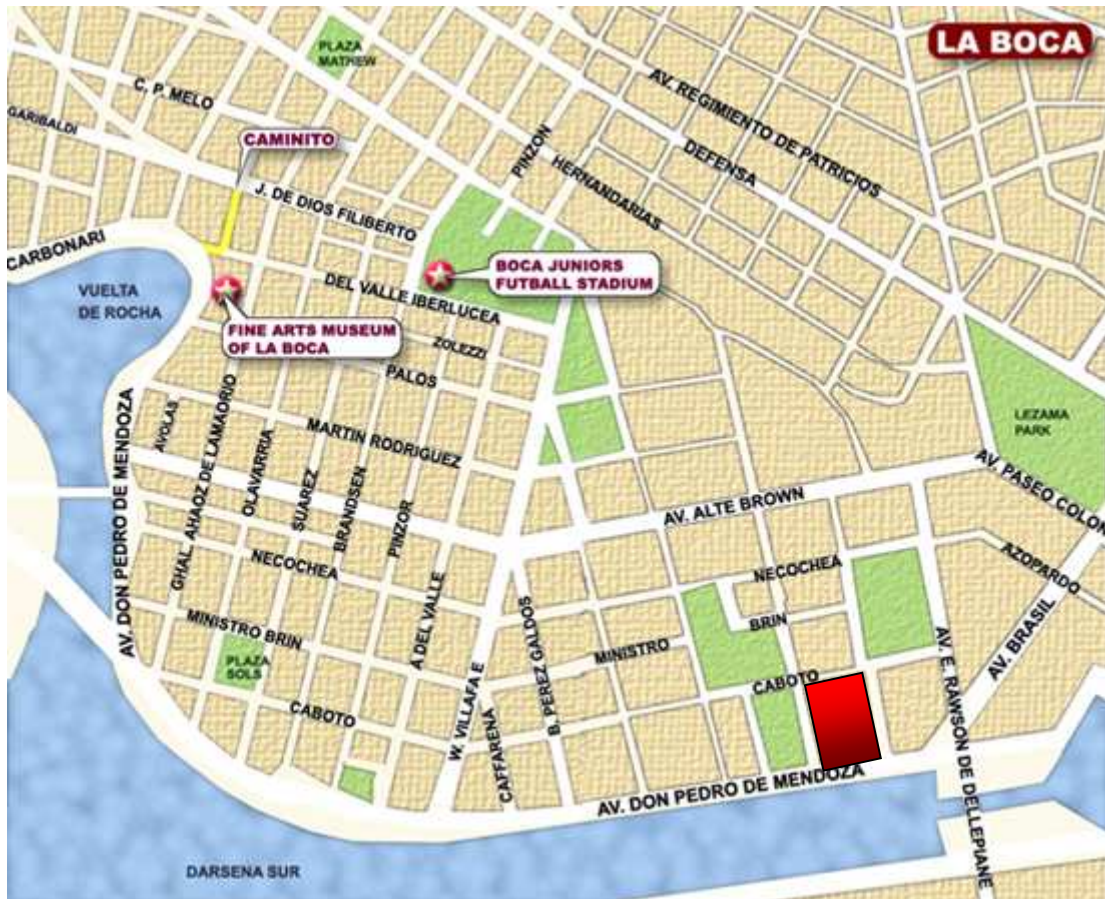 LA BOCA
PLAZA
MATHEW
C. P. MELO
GARIBALDI
CAMINITO
AV. REGIMIENTO DE PATRICIOS
DEFENSA
PINZON
HERNANDARIAS
J. DE DIOS FILIBERTO
CARBONARI
VUELTA
DE ROCHA
BOCA JUNIORS
FUTBALL STADIUM
DEL VALLE IBERLUCEA
FINE ARTS MUSEUM
OF LA BOCA
ZOLEZZI
PALOS
AV. DON PEDRO DE MENDOZA
AVOLAS
GHAL. AHAOZ DE LAMAORIO
OLAVARRIA
SUAREZ
BRANDSEN
PINZOR
MARTIN RODRIGUEZ
LEZAMA
PARK
AV. PASEO COLON
AV. ALTE BROWN
AZOPARDO
NECOCHEA
NECOCHEA
MINISTRO BRIN
A DEL VALLE
W. VILLAFA E
CAFFARENA
B. PEREZ GALDOS
MINISTRO
BRIN
AV. BRASIL
AV. E. RAWSON DE DELLEPIANE
PLAZA
SOLS
CABOTO
CABOTO
AV. DON PEDRO DE MENDOZA
DARSENA SUR